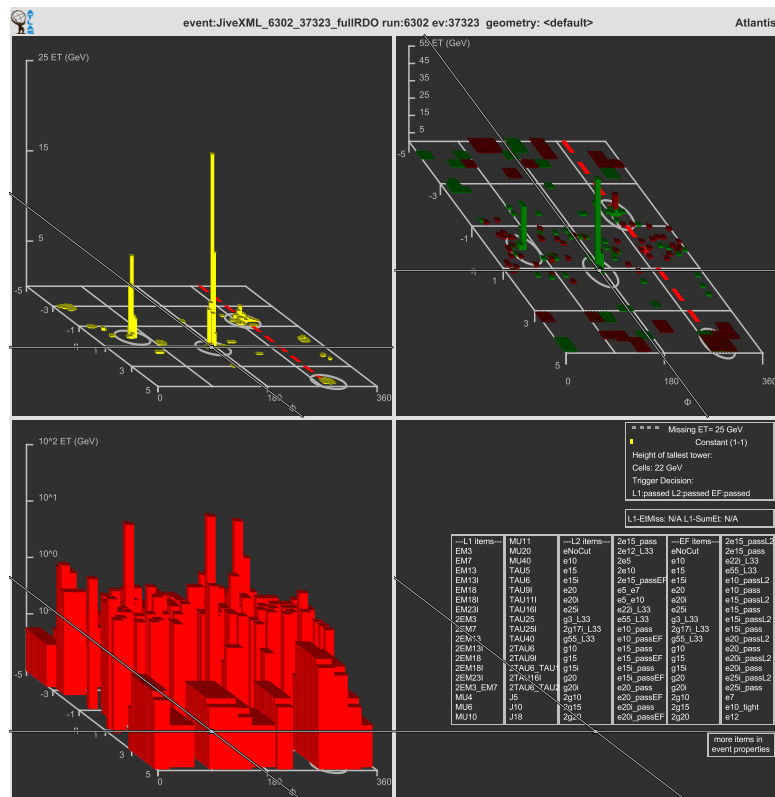 ATLAS
event:JiveXML_6302_37323_fullRDO run:6302 ev:37323 geometry: <default>
Atlantis
25 ET (GeV)
15
5
-5
-3
-1
1
3
5
0
180
360
Φ
55 ET (GeV)
45
35
25
15
5
-5
-3
-1
1
3
5
0
180
360
Φ
10^2 ET (GeV)
10^1
10^0
-5
-3
-1
1
3
5
0
180
360
Φ
Missing ET= 25 GeV
Constant (1-1)
Height of tallest tower:
Cells: 22 GeV
Trigger Decision:
L1:passed L2:passed EF:passed
L1-EtMiss: N/A L1-SumEt: N/A
---L1 items--- MU11 ---L2 items--- 2e15_pass ---EF items--- 2e15_passL2
EM3 MU20 eNoCut 2e12_L33 eNoCut 2e15_pass
EM7 MU40 e10 2e5 e10 e22i_L33
EM13 TAU5 e15 2e10 e15 e55_L33
EM13I TAU6 e15i 2e15_passEF e15i e10_passL2
EM18 TAU9I e20 e5_e7 e20 e10_pass
EM18I TAU11I e20i e5_e10 e20i e15_passL2
EM23I TAU16I e25i e22i_L33 e25i e15_pass
2EM3 TAU25 g3_L33 e55_L33 g3_L33 e15i_passL2
2EM7 TAU25I 2g17i_L33 e10_pass 2g17i_L33 e15i_pass
2EM13 TAU40 g55_L33 e10_passEF g55_L33 e20_passL2
2EM13I 2TAU6 g10 e15_pass g10 e20_pass
2EM18 2TAU9I g15 e15_passEF g15 e20i_passL2
2EM18I 2TAU6_TAU g15i e15i_pass g15i e20i_pass
2EM23I 2TAU16I g20 e15i_passEF g20 e25i_passL2
2EM3_EM7 2TAU6_TAU2 g20i e20_pass g20i e25i_pass
MU4 J5 2g10 e20_passEF 2g10 e7
MU6 J10 2g15 e20i_pass 2g15 e10_tight
MU10 J18 2g20 e20i_passEF 2g20 e12
more items in
event properties